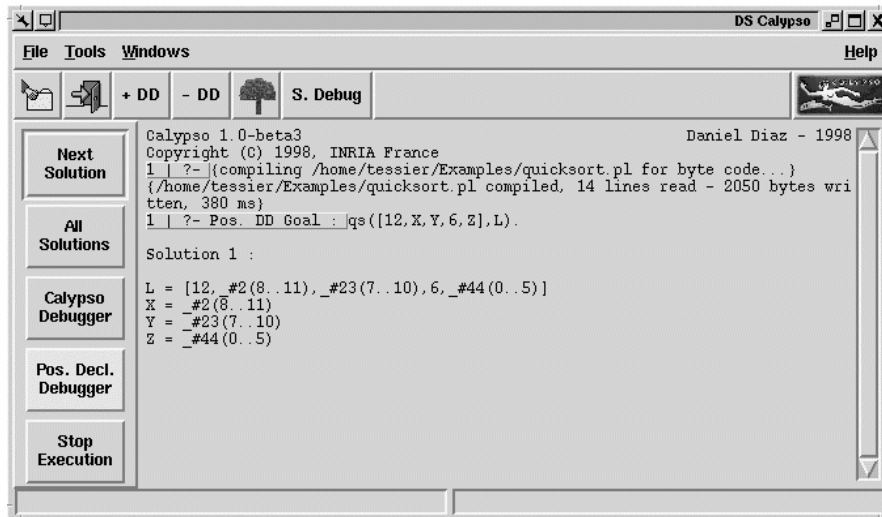 DS Calypso
File Tools Windows Help
+ DD - DD S. Debug
Next
Solution
All
Solutions
Calypso
Debugger
Pos. Decl.
Debugger
Stop
Execution
Calypso 1.0-beta3 Daniel Diaz - 1998
Copyright (C) 1998, INRIA France
1 | ?- {compiling /home/tessier/Examples/quicksort.pl for byte code...}
{/home/tessier/Examples/quicksort.pl compiled, 14 lines read - 2050 bytes wri
tten, 380 ms}
1 | ?- Pos. DD Goal : qs([12,X,Y,6,Z],L).
Solution 1 :
L = [12,_#2(8..11),_#23(7..10),6,_#44(0..5)]
X = _#2(8..11)
Y = _#23(7..10)
Z = _#44(0..5)